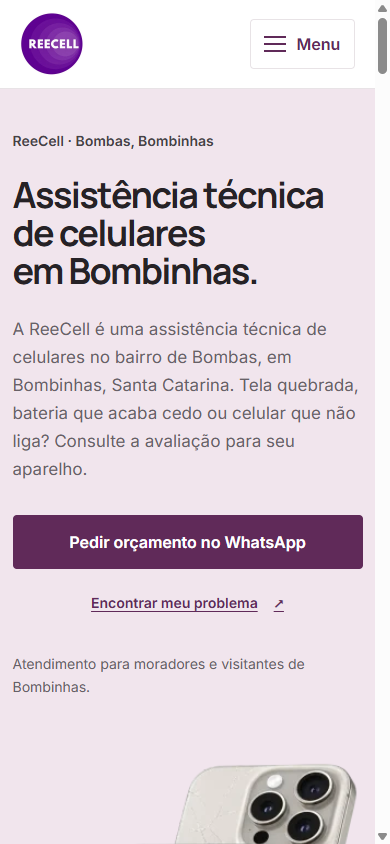 REECELL
Menu
ReeCell · Bombas, Bombinhas
Assistência técnica
de celulares
em Bombinhas.
A ReeCell é uma assistência técnica de
celulares no bairro de Bombas, em
Bombinhas, Santa Catarina. Tela quebrada,
bateria que acaba cedo ou celular que não
liga? Consulte a avaliação para seu
aparelho.
Pedir orçamento no WhatsApp
Encontrar meu problema ↗
Atendimento para moradores e visitantes de
Bombinhas.